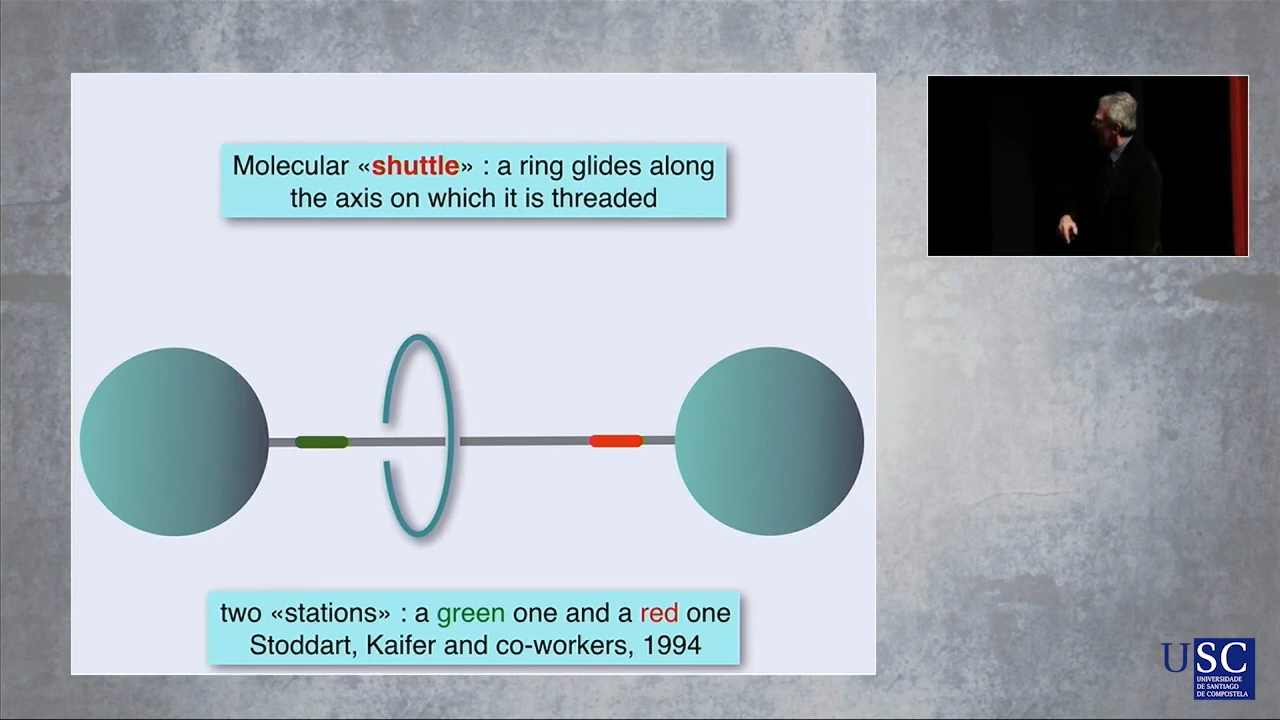 Molecular «shuttle» : a ring glides along
the axis on which it is threaded
two «stations» : a green one and a red one
Stoddart, Kaifer and co-workers, 1994
USC
UNIVERSIDADE
DE SANTIAGO
DE COMPOSTELA